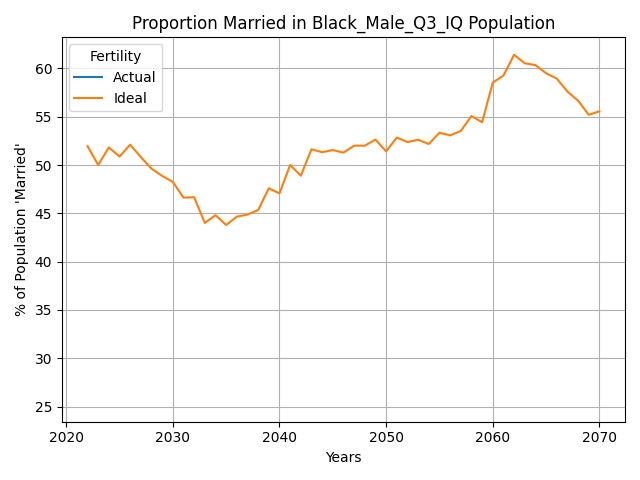 Proportion Married in Black_Male_Q3_IQ Population
Fertility
Actual
Ideal
% of Population 'Married'
60
55
50
45
40
35
30
25
2020
2030
2040
2050
2060
2070
Years